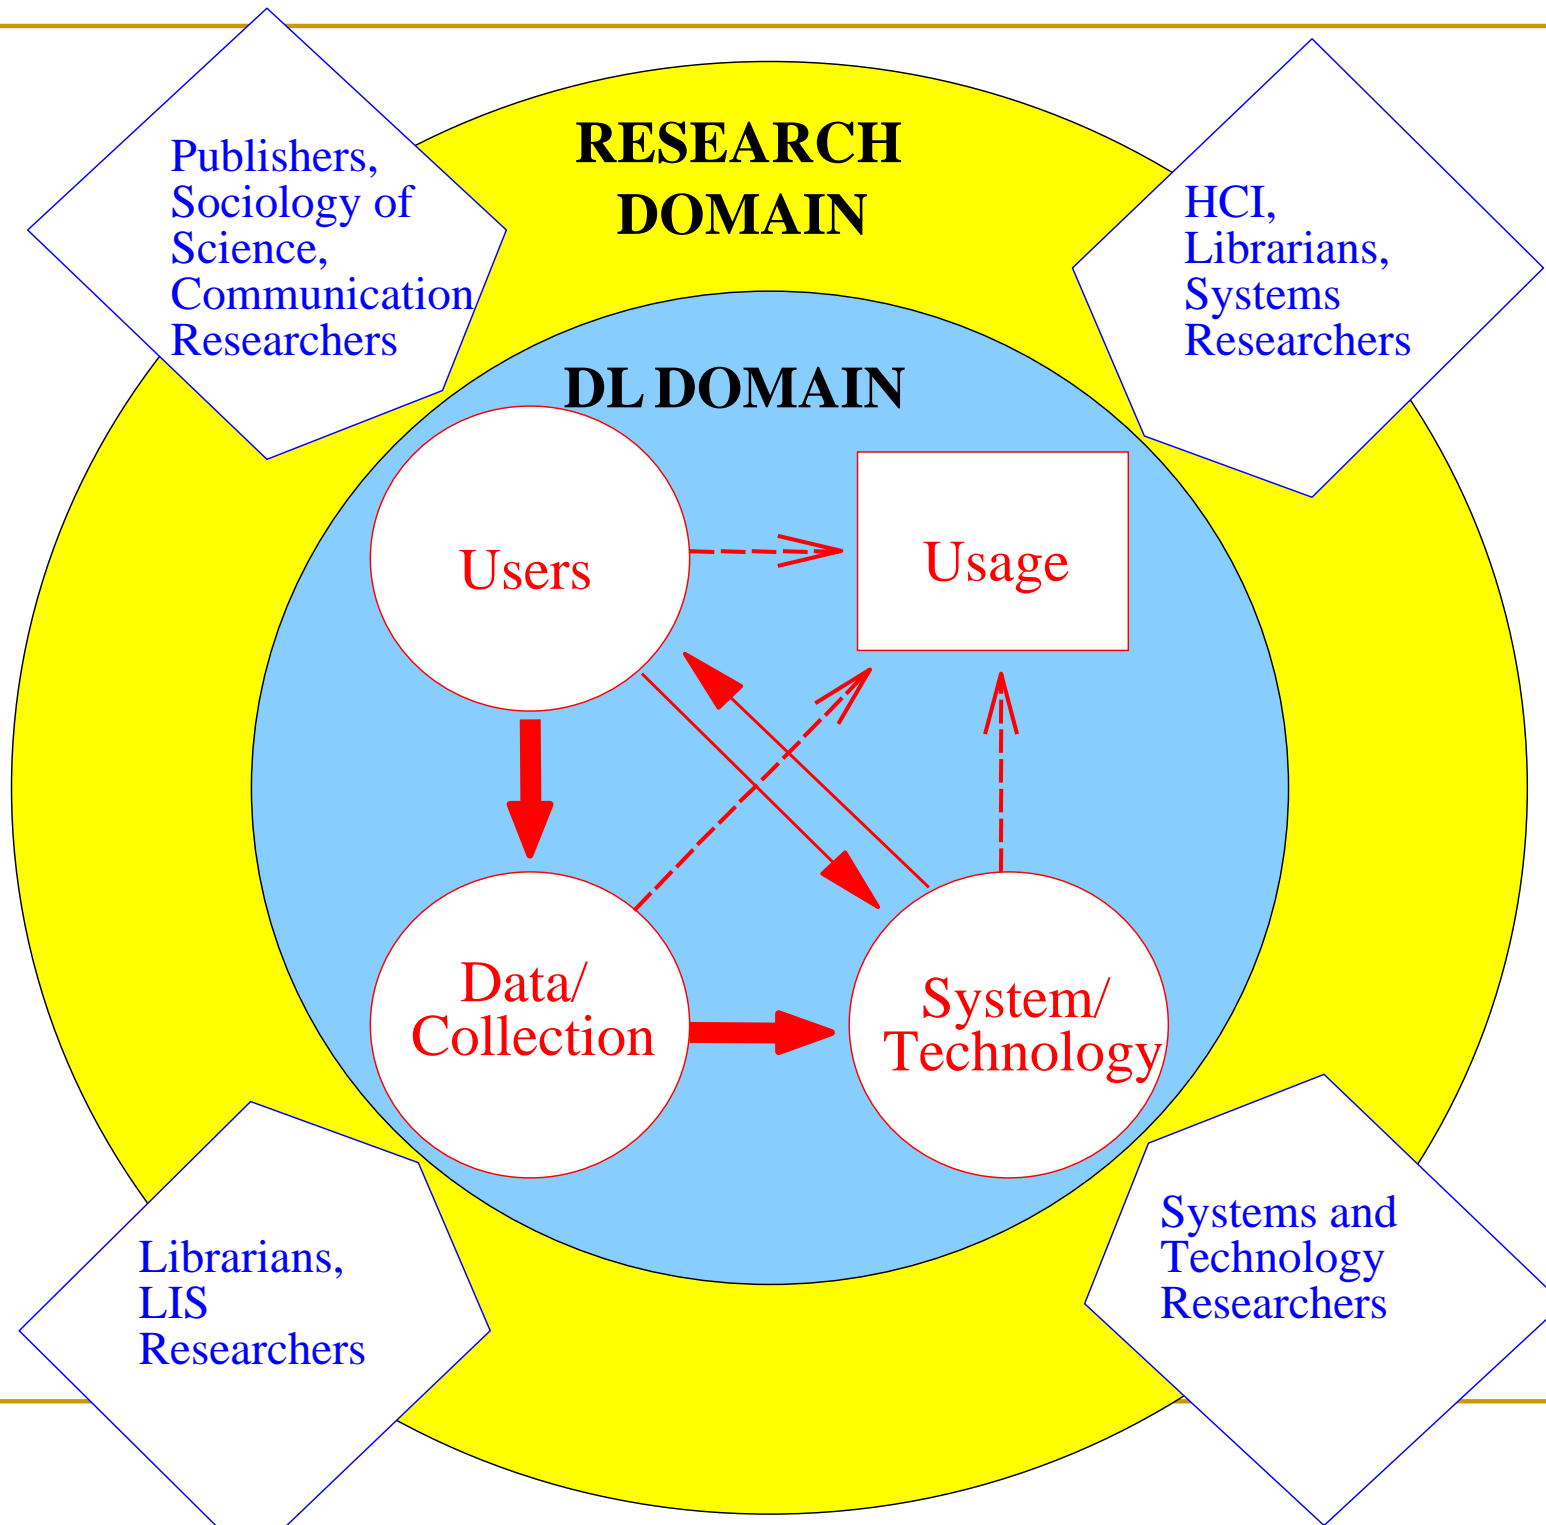 RESEARCH
DOMAIN
Publishers,
Sociology of
Science,
Communication
Researchers
HCI,
Librarians,
Systems
Researchers
DL DOMAIN
Users
Usage
Data/
Collection
System/
Technology
Librarians,
LIS
Researchers
Systems and
Technology
Researchers